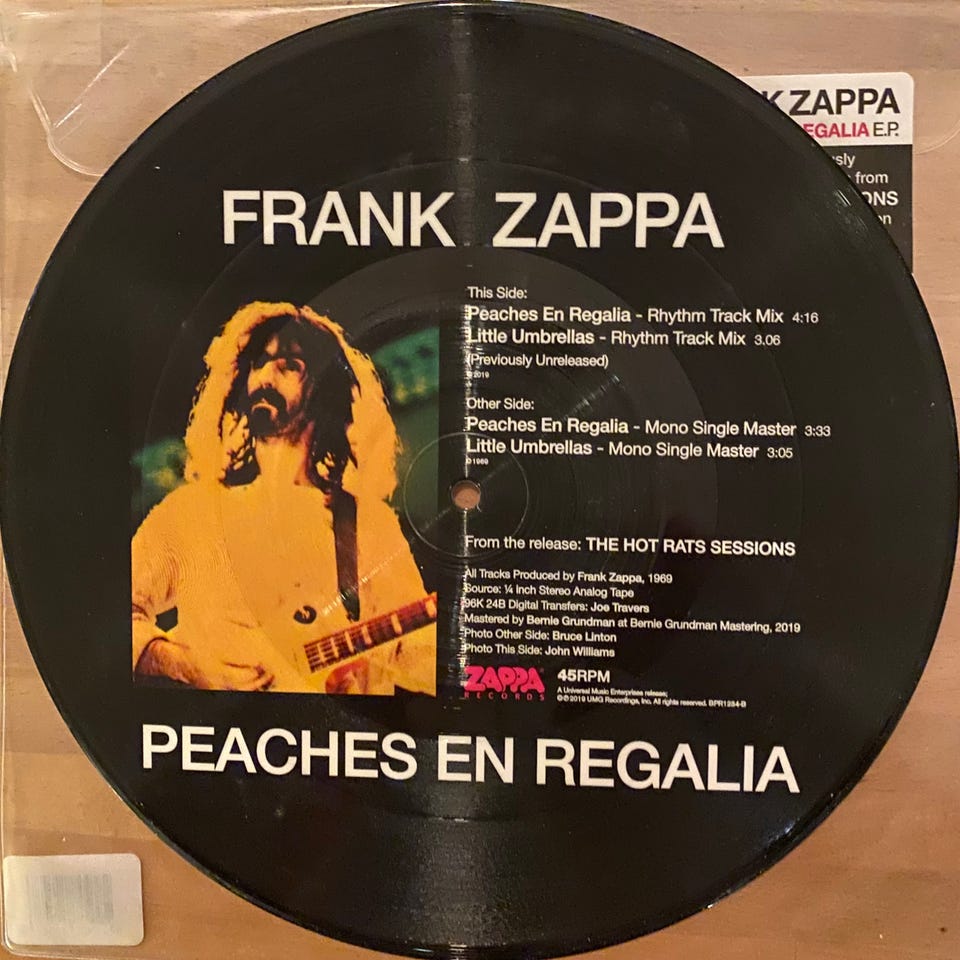 K ZAPPA
EGALIA E.P.
sly
from
ONS
FRANK ZAPPA
This Side:
Peaches En Regalia - Rhythm Track Mix 4:16
Little Umbrellas - Rhythm Track Mix 3.06
(Previously Unreleased)
℗2019
Other Side:
Peaches En Regalia - Mono Single Master 3:33
Little Umbrellas - Mono Single Master 3:05
℗1969
From the release: THE HOT RATS SESSIONS
All Tracks Produced by Frank Zappa, 1969
Source: ¼ Inch Stereo Analog Tape
96K 24B Digital Transfers: Joe Travers
Mastered by Bernie Grundman at Bernie Grundman Mastering, 2019
Photo Other Side: Bruce Linton
Photo This Side: John Williams
ZAPPA
RECORDS
45RPM
A Universal Music Enterprises release;
©℗2019 UMG Recordings, Inc. All rights reserved. BPR1284-B
PEACHES EN REGALIA